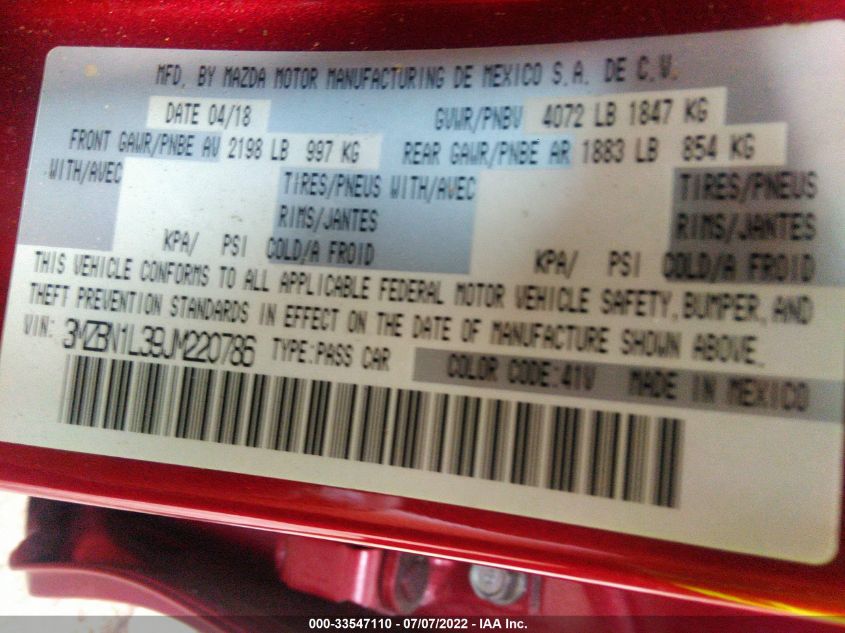 MFD. BY MAZDA MOTOR MANUFACTURING DE MEXICO S.A. DE C.V.
DATE 04/18 GVWR/PNBV 4072 LB 1847 KG
FRONT GAWR/PNBE AV 2198 LB 997 KG REAR GAWR/PNBE AR 1883 LB 854 KG
WITH/AVEC TIRES/PNEUS WITH/AVEC TIRES/PNEUS
RIMS/JANTES RIMS/JANTES
KPA/ PSI COLD/A FROID KPA/ PSI COLD/A FROID
THIS VEHICLE CONFORMS TO ALL APPLICABLE FEDERAL MOTOR VEHICLE SAFETY, BUMPER, AND
THEFT PREVENTION STANDARDS IN EFFECT ON THE DATE OF MANUFACTURE SHOWN ABOVE.
VIN: 3MZBN1L39JM220786 TYPE:PASS CAR COLOR CODE:41V MADE IN MEXICO
000-33547110 - 07/07/2022 - IAA Inc.